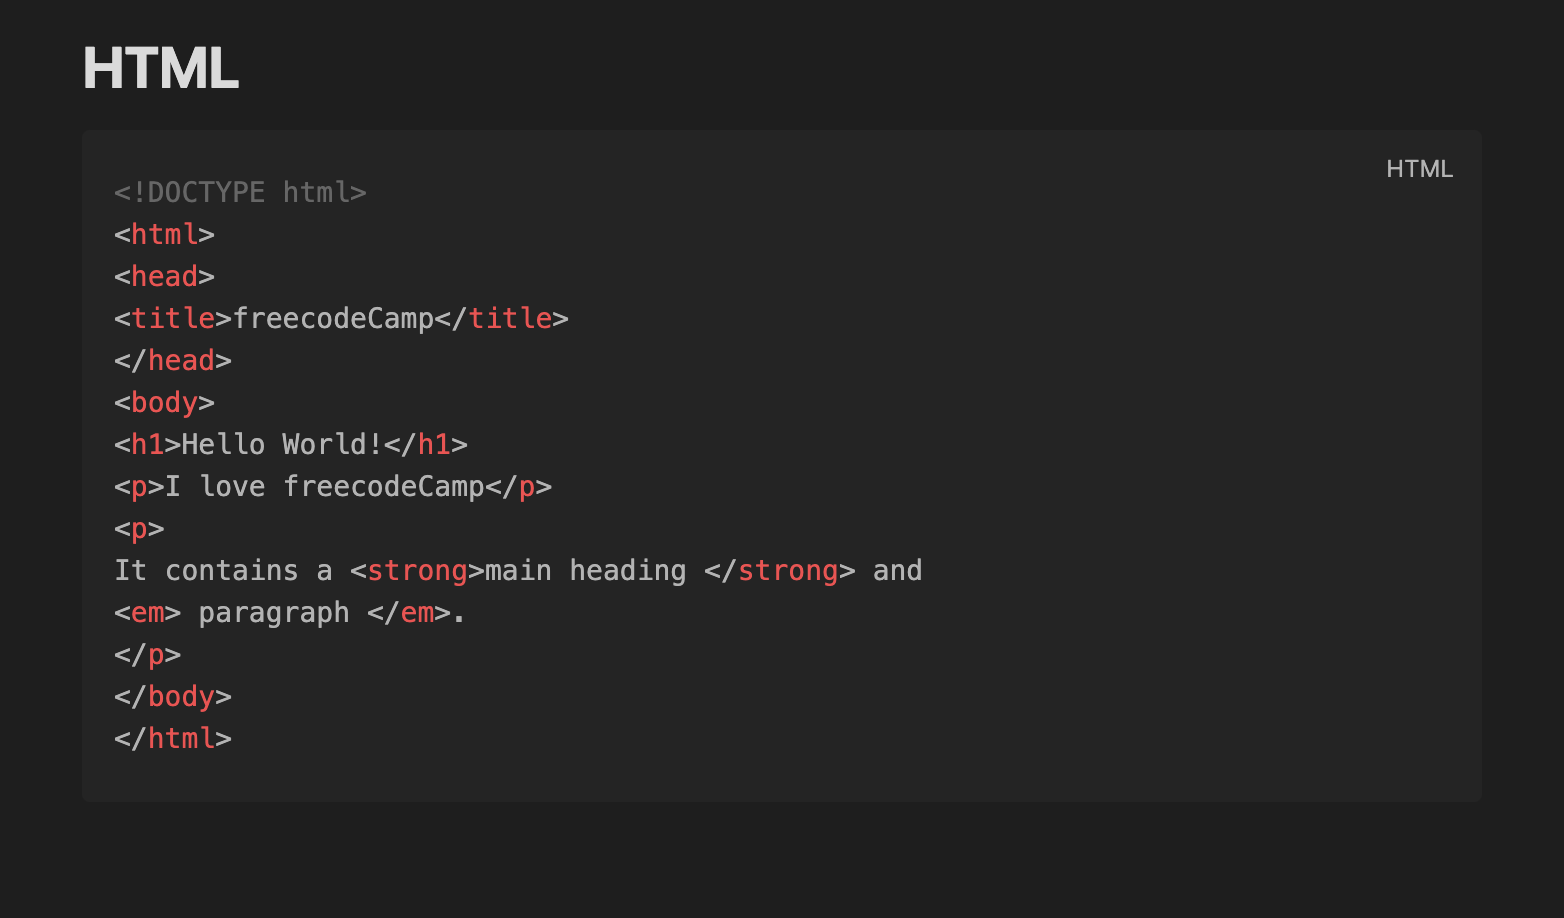 HTML
HTML
<!DOCTYPE html>
<html>
<head>
<title>freecodeCamp</title>
</head>
<body>
<h1>Hello World!</h1>
<p>I love freecodeCamp</p>
<p>
It contains a <strong>main heading </strong> and
<em> paragraph </em>.
</p>
</body>
</html>